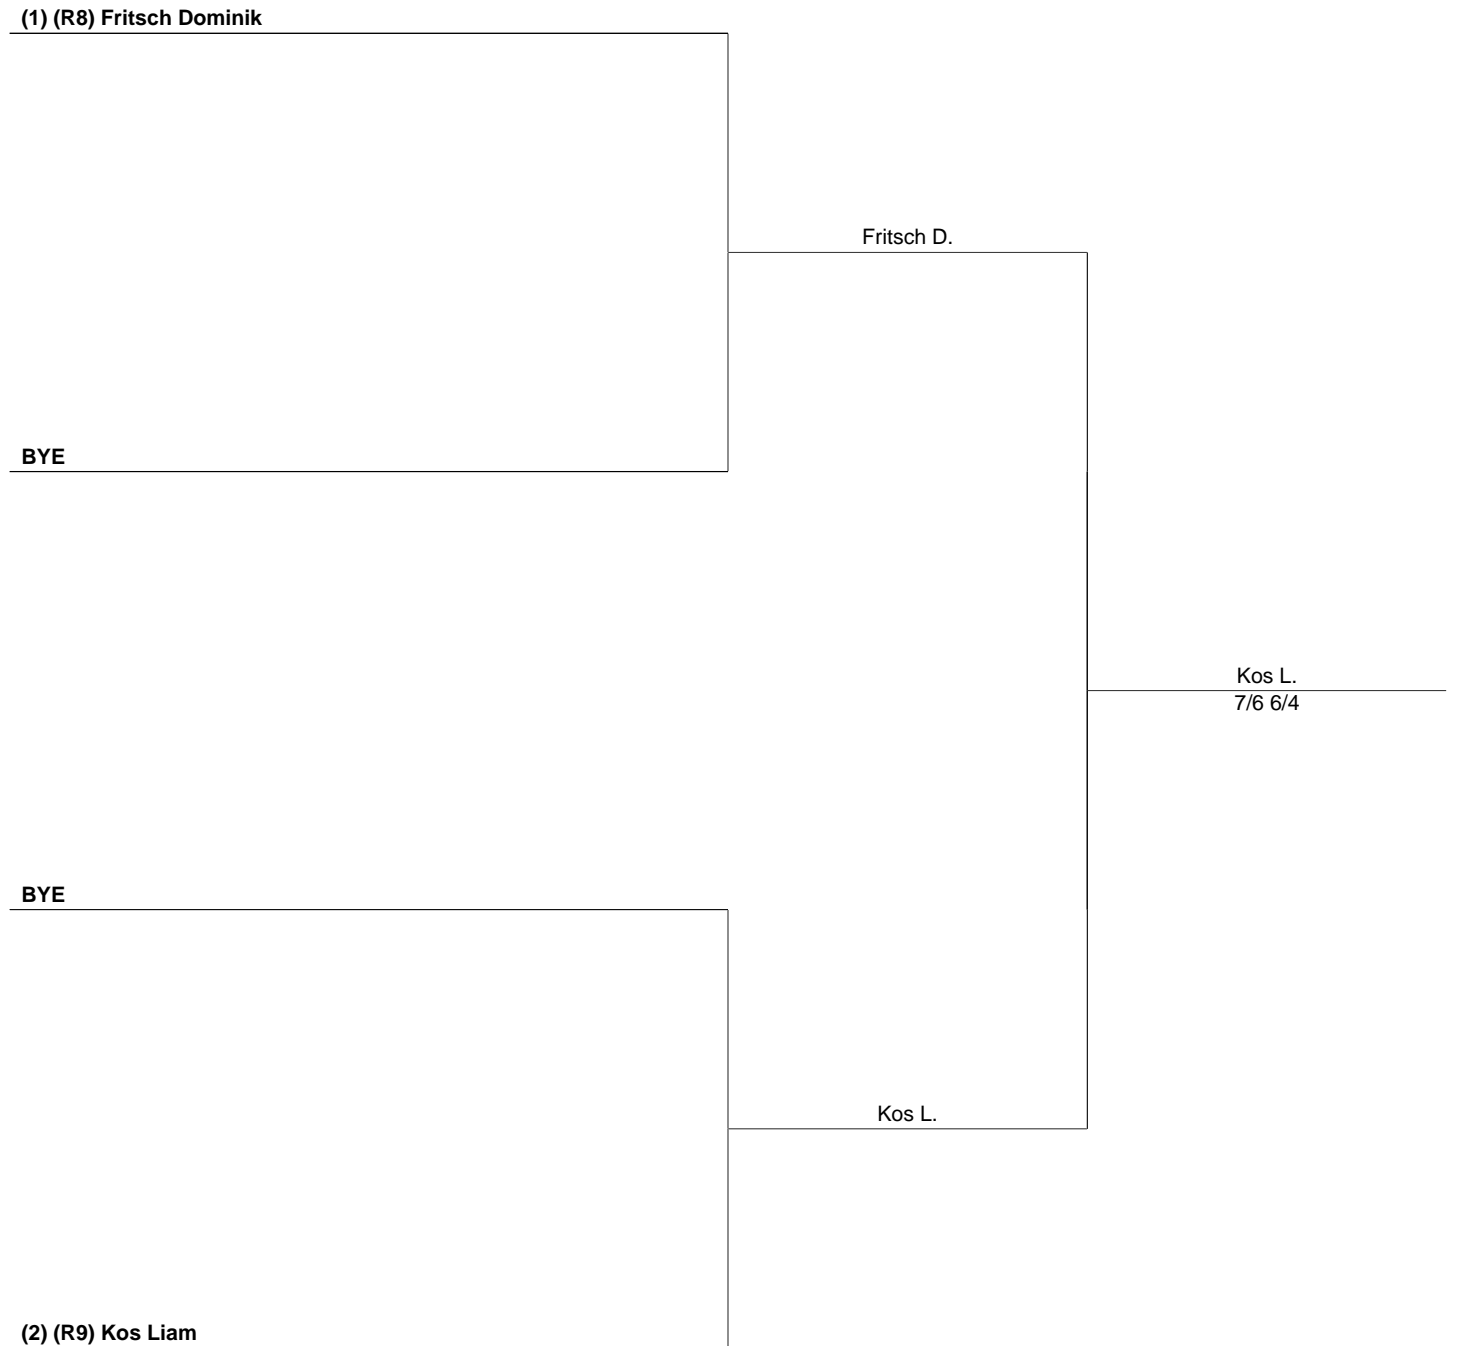 (1) (R8) Fritsch Dominik
Fritsch D.
BYE
Kos L.
7/6 6/4
BYE
Kos L.
(2) (R9) Kos Liam